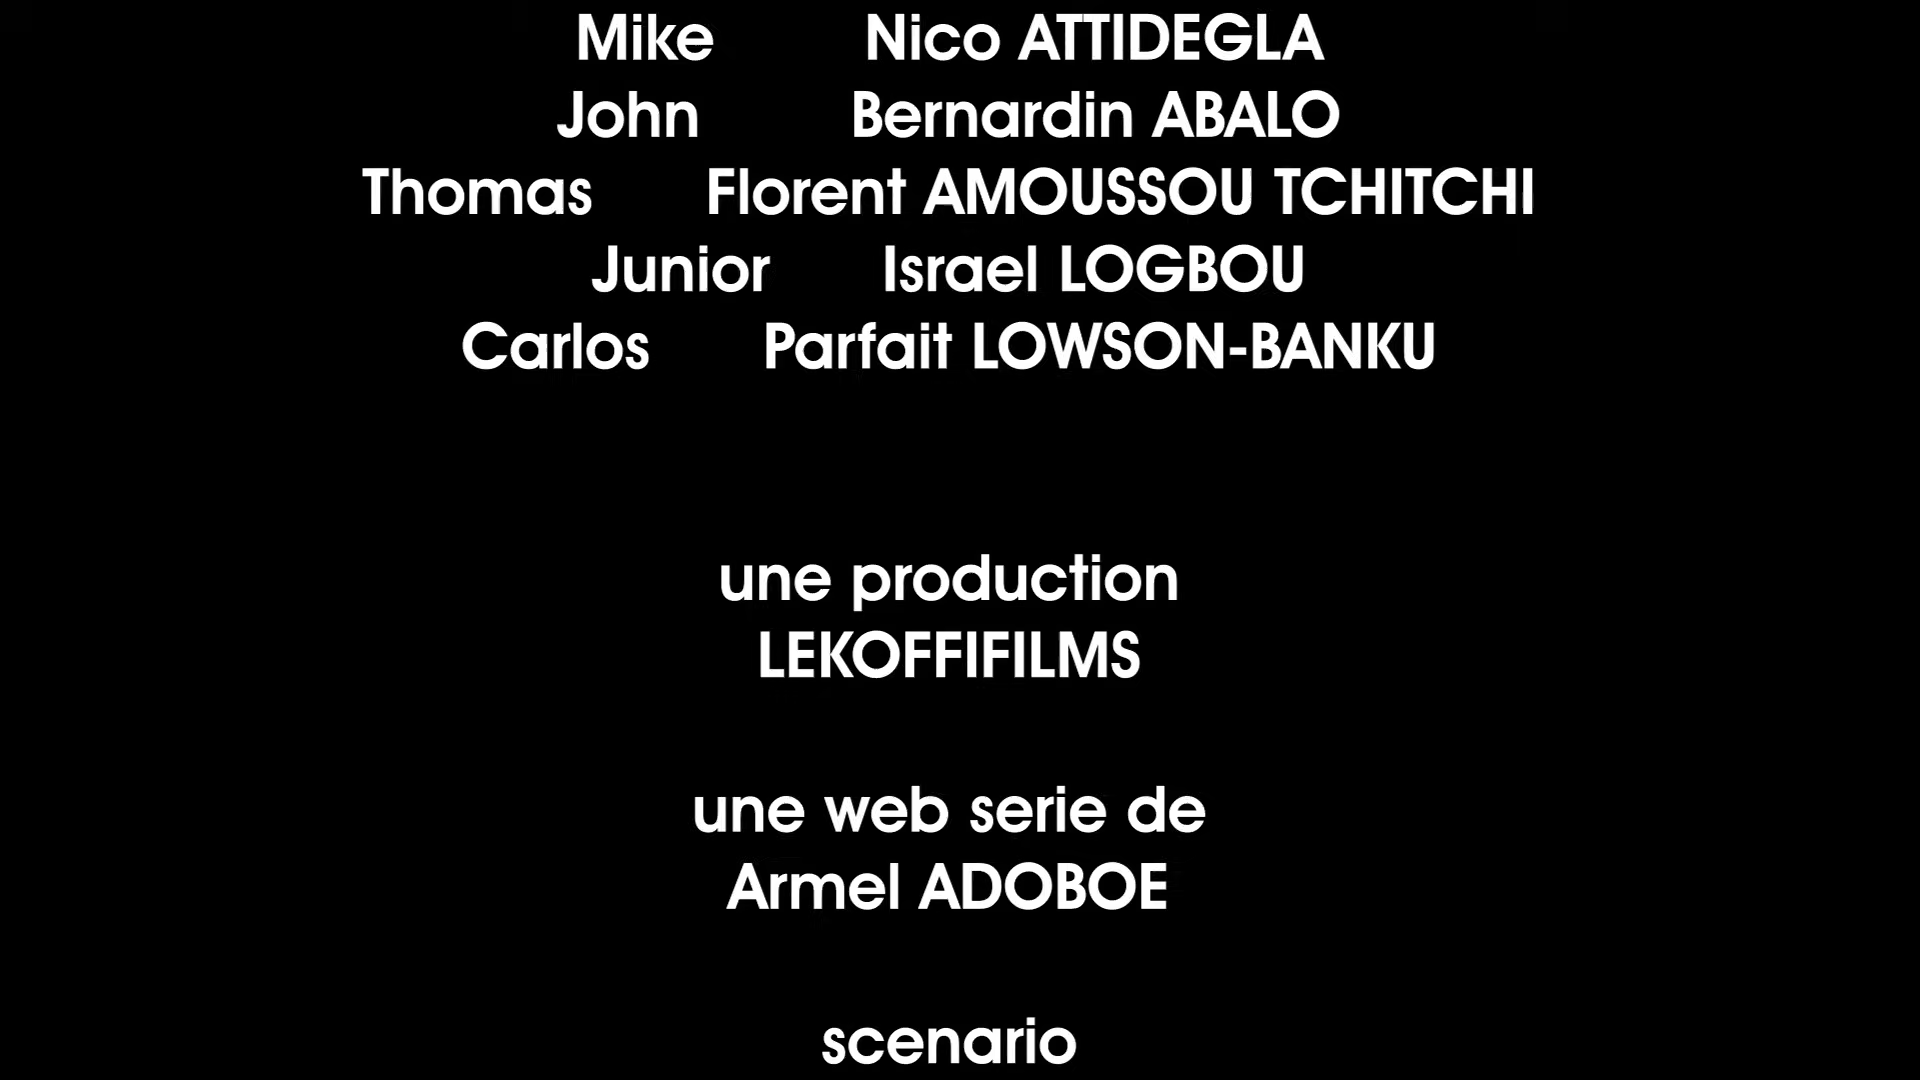 Mike Nico ATTIDEGLA
John Bernardin ABALO
Thomas Florent AMOUSSOU TCHITCHI
Junior Israel LOGBOU
Carlos Parfait LOWSON-BANKU
une production
LEKOFFIFILMS
une web serie de
Armel ADOBOE
scenario